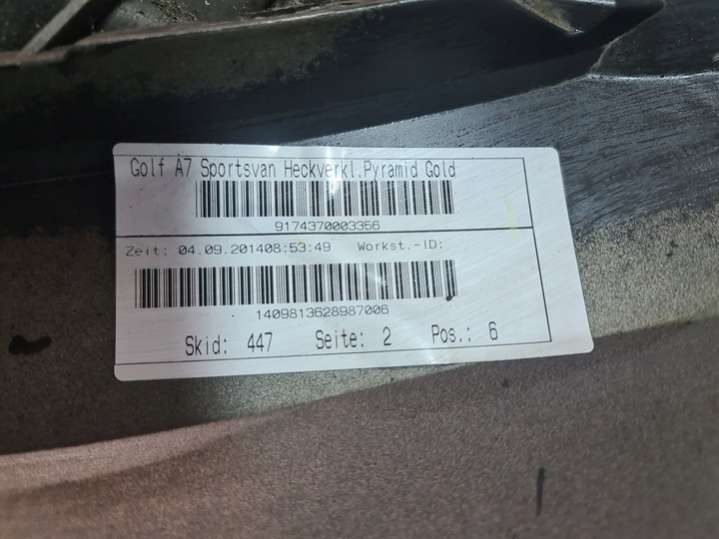 Golf A7 Sportsvan Heckverkl.Pyramid Gold
9174370003356
Zeit: 04.09.201408:53:49 Workst.-ID:
1409813628987006
Skid: 447 Seite: 2 Pos.: 6